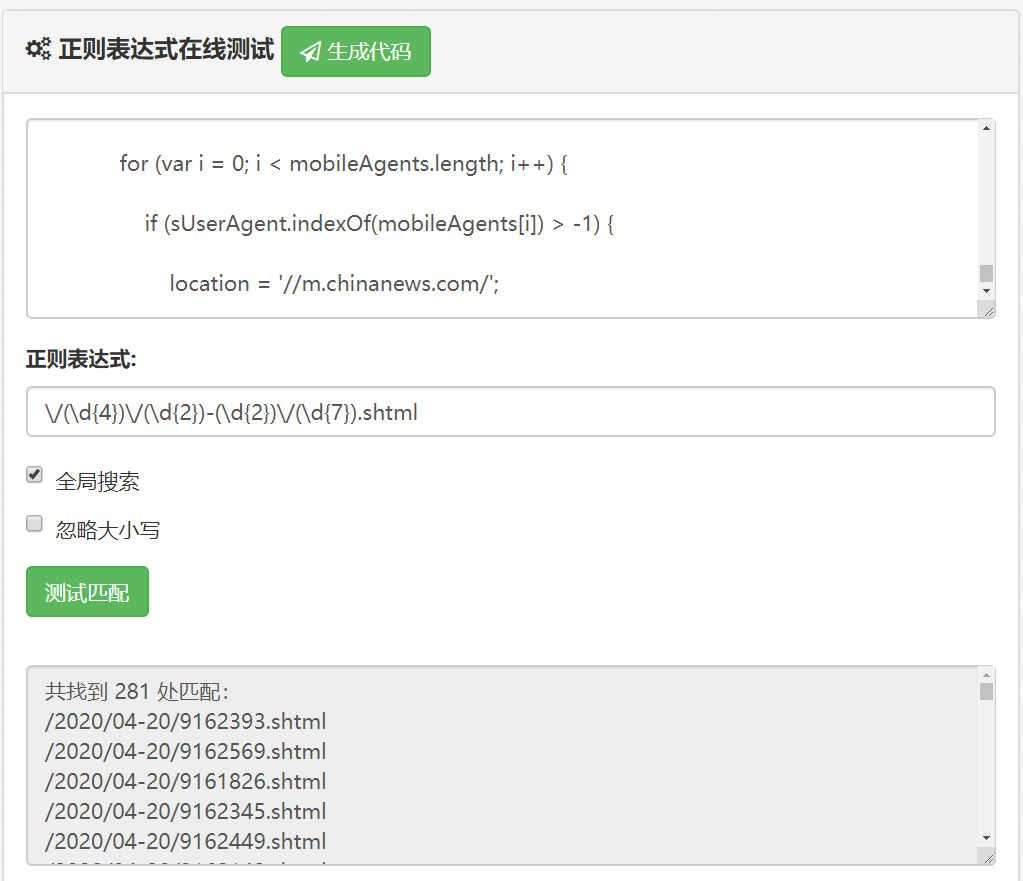 正则表达式在线测试 生成代码
for (var i = 0; i < mobileAgents.length; i++) {
if (sUserAgent.indexOf(mobileAgents[i]) > -1) {
location = '//m.chinanews.com/';
正则表达式:
\/(\d{4})\/(\d{2})-(\d{2})\/(\d{7}).shtml
全局搜索
忽略大小写
测试匹配
共找到 281 处匹配：
/2020/04-20/9162393.shtml
/2020/04-20/9162569.shtml
/2020/04-20/9161826.shtml
/2020/04-20/9162345.shtml
/2020/04-20/9162449.shtml